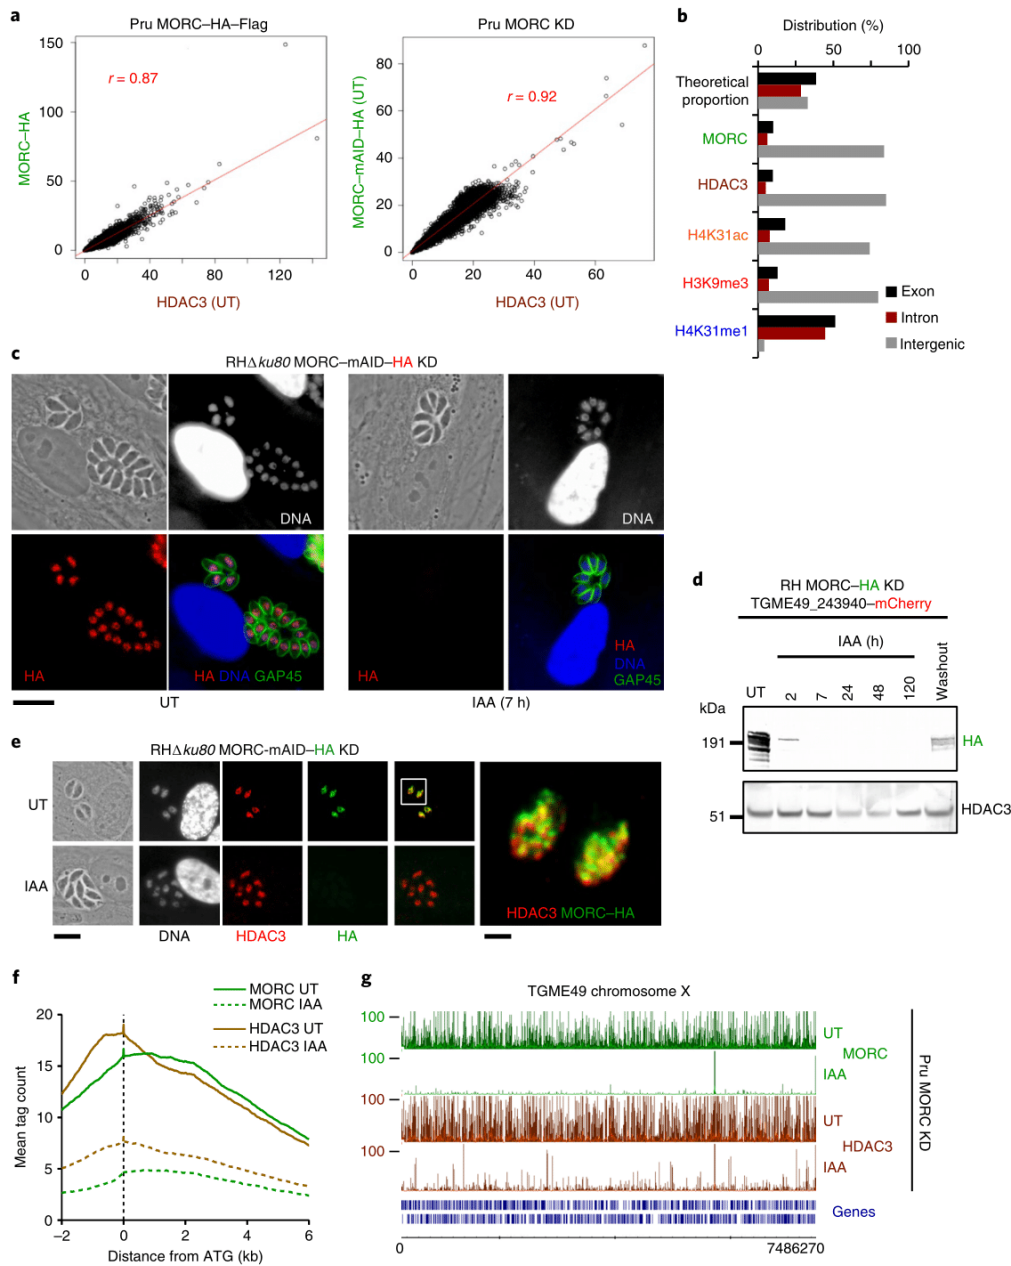 a
Pru MORC–HA–Flag
150
100
50
0
MORC–HA
r = 0.87
0 40 80 120
HDAC3 (UT)
Pru MORC KD
80
60
40
20
0
MORC–mAID–HA (UT)
r = 0.92
0 20 40 60
HDAC3 (UT)
b
Distribution (%)
0 50 100
Theoretical
proportion
MORC
HDAC3
H4K31ac
H3K9me3
H4K31me1
Exon
Intron
Intergenic
c
RHΔku80 MORC–mAID–HA KD
DNA
DNA
HA
HA DNA GAP45
HA
HA
DNA
GAP45
UT
IAA (7 h)
d
RH MORC–HA KD
TGME49_243940–mCherry
IAA (h)
UT 2 7 24 48 120 Washout
kDa
191
HA
51
HDAC3
e
RHΔku80 MORC-mAID–HA KD
UT
IAA
DNA
HDAC3
HA
HDAC3 MORC–HA
f
MORC UT
MORC IAA
HDAC3 UT
HDAC3 IAA
20
15
10
5
0
Mean tag count
–2 0 2 4 6
Distance from ATG (kb)
g
TGME49 chromosome X
100
UT
MORC
100
IAA
100
UT
HDAC3
100
IAA
Pru MORC KD
Genes
0
7486270